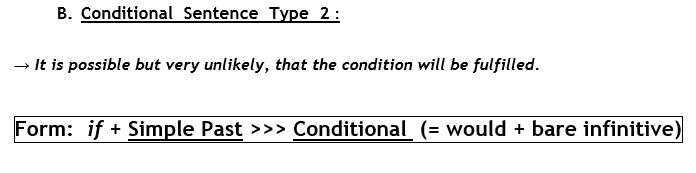 B. Conditional Sentence Type 2 :
→ It is possible but very unlikely, that the condition will be fulfilled.
Form: if + Simple Past >>> Conditional (= would + bare infinitive)